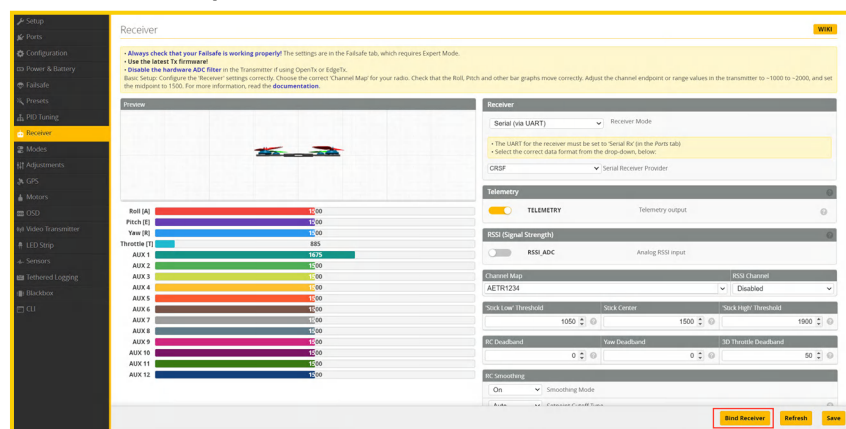 Setup
Ports
Configuration
Power & Battery
Failsafe
Presets
PID Tuning
Receiver
Modes
Adjustments
GPS
Motors
OSD
Video Transmitter
LED Strip
Sensors
Tethered Logging
Blackbox
CLI
Receiver
WIKI
• Always check that your Failsafe is working properly! The settings are in the Failsafe tab, which requires Expert Mode.
• Use the latest Tx firmware!
• Disable the hardware ADC filter in the Transmitter if using OpenTx or EdgeTx.
Basic Setup: Configure the 'Receiver' settings correctly. Choose the correct 'Channel Map' for your radio. Check that the Roll, Pitch and other bar graphs move correctly. Adjust the channel endpoint or range values in the transmitter to ~1000 to ~2000, and set
the midpoint to 1500. For more information, read the documentation.
Preview
Roll [A] 1500
Pitch [E] 1500
Yaw [R] 1500
Throttle [T] 885
AUX 1 1675
AUX 2 1500
AUX 3 1500
AUX 4 1500
AUX 5 1500
AUX 6 1500
AUX 7 1500
AUX 8 1500
AUX 9 1500
AUX 10 1500
AUX 11 1500
AUX 12 1500
Receiver
Serial (via UART) Receiver Mode
• The UART for the receiver must be set to 'Serial Rx' (in the Ports tab)
• Select the correct data format from the drop-down, below:
CRSF Serial Receiver Provider
Telemetry
TELEMETRY Telemetry output
RSSI (Signal Strength)
RSSI_ADC Analog RSSI input
Channel Map RSSI Channel
AETR1234 Disabled
'Stick Low' Threshold Stick Center 'Stick High' Threshold
1050 1500 1900
RC Deadband Yaw Deadband 3D Throttle Deadband
0 0 50
RC Smoothing
On Smoothing Mode
Auto Setpoint Cutoff Type
Bind Receiver Refresh Save